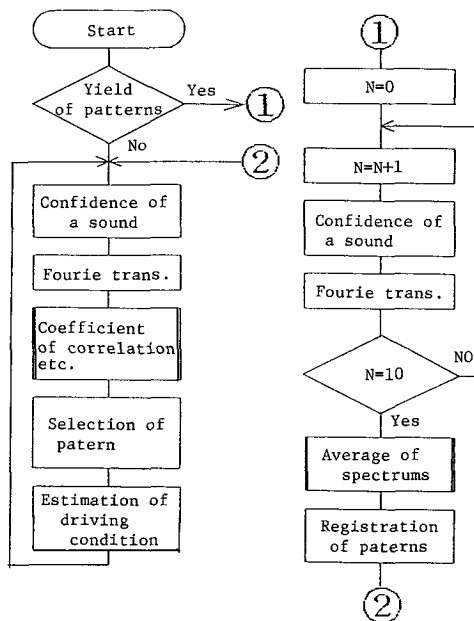 Start
Yield
of patterns
Yes
①
No
②
Confidence of
a sound
Fourie trans.
Coefficient
of correlation
etc.
Selection of
patern
Estimation of
driving
condition
①
N=0
N=N+1
Confidence of
a sound
Fourie trans.
N=10
NO
Yes
Average of
spectrums
Registration
of paterns
②